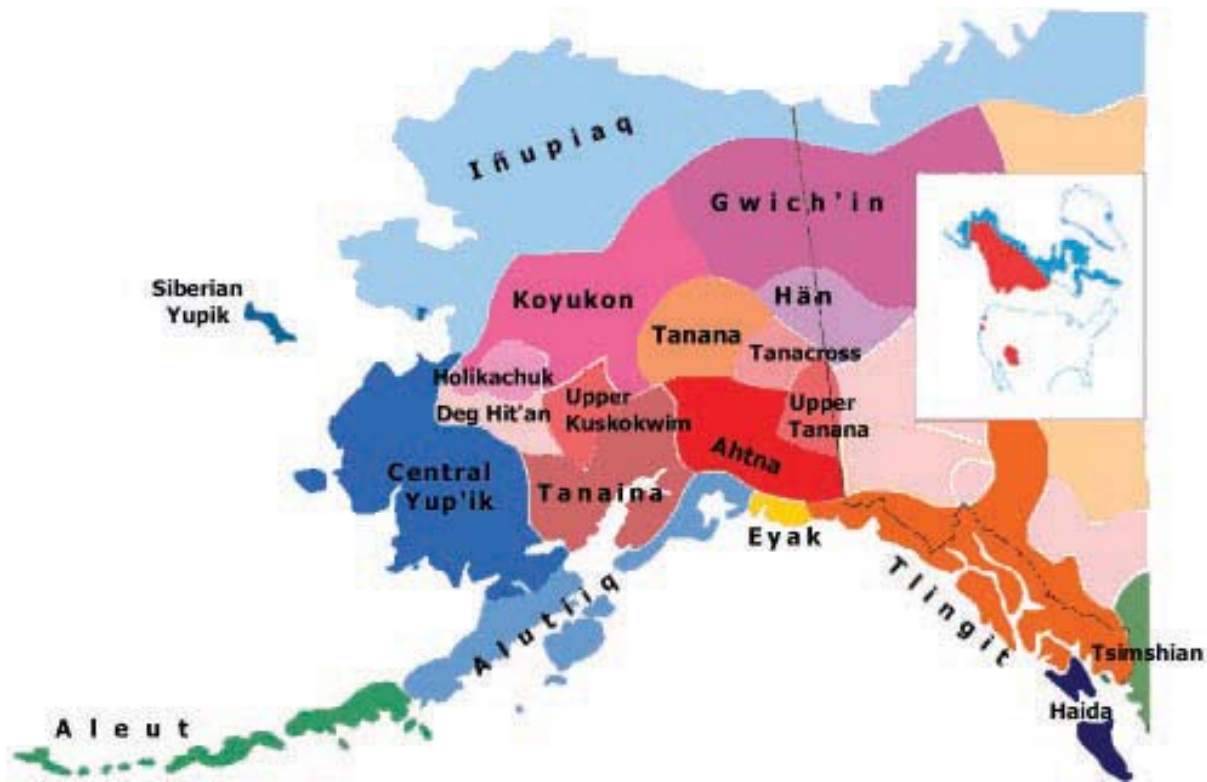 Iñupiaq
Gwich'in
Siberian
Yupik
Koyukon
Hän
Tanana
Tanacross
Holikachuk
Deg Hit'an
Upper
Kuskokwim
Upper
Tanana
Ahtna
Central
Yup'ik
Tanaina
Eyak
Alutiiq
Tlingit
Tsimshian
Haida
Aleut